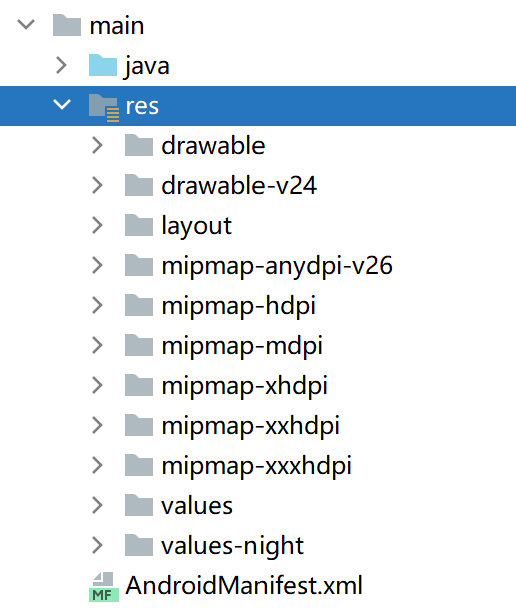 main
java
res
drawable
drawable-v24
layout
mipmap-anydpi-v26
mipmap-hdpi
mipmap-mdpi
mipmap-xhdpi
mipmap-xxhdpi
mipmap-xxxhdpi
values
values-night
MF AndroidManifest.xml